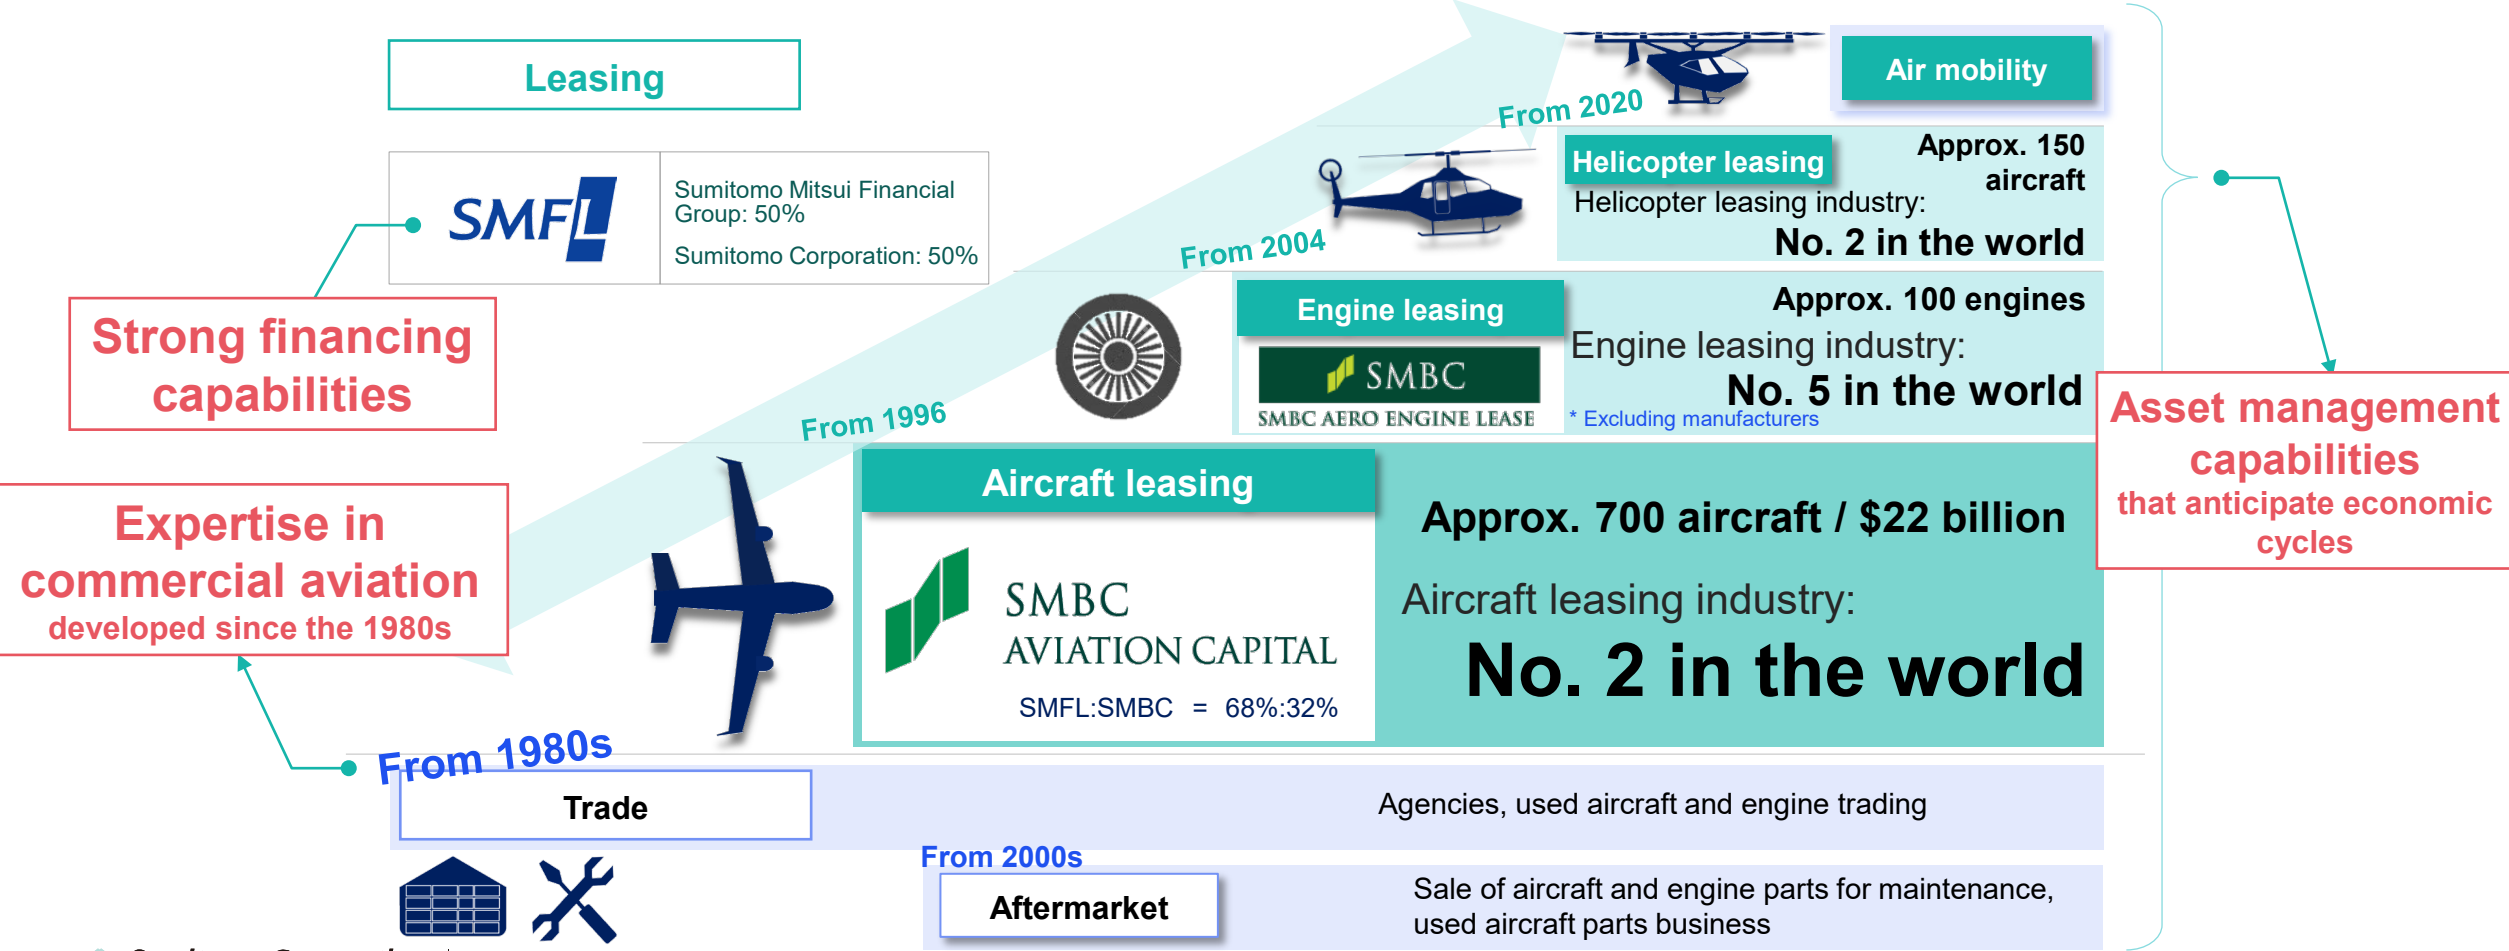 Leasing
SMFL
Sumitomo Mitsui Financial
Group: 50%
Sumitomo Corporation: 50%
Strong financing
capabilities
Expertise in
commercial aviation
developed since the 1980s
From 2020
Air mobility
From 2004
Helicopter leasing
Approx. 150
aircraft
Helicopter leasing industry:
No. 2 in the world
From 1996
Engine leasing
SMBC
SMBC AERO ENGINE LEASE
Approx. 100 engines
Engine leasing industry:
No. 5 in the world
* Excluding manufacturers
Aircraft leasing
SMBC
AVIATION CAPITAL
SMFL:SMBC = 68%:32%
Approx. 700 aircraft / $22 billion
Aircraft leasing industry:
No. 2 in the world
Asset management
capabilities
that anticipate economic
cycles
From 1980s
Trade
Agencies, used aircraft and engine trading
From 2000s
Aftermarket
Sale of aircraft and engine parts for maintenance,
used aircraft parts business